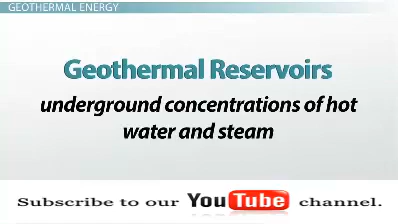 GEOTHERMAL ENERGY
Geothermal Reservoirs
underground concentrations of hot
water and steam
Subscribe to our YouTube channel.